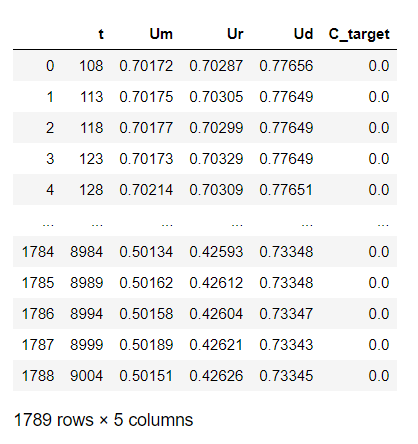 t Um Ur Ud C_target
0 108 0.70172 0.70287 0.77656 0.0
1 113 0.70175 0.70305 0.77649 0.0
2 118 0.70177 0.70299 0.77649 0.0
3 123 0.70173 0.70329 0.77649 0.0
4 128 0.70214 0.70309 0.77651 0.0
... ... ... ... ... ...
1784 8984 0.50134 0.42593 0.73348 0.0
1785 8989 0.50162 0.42612 0.73348 0.0
1786 8994 0.50158 0.42604 0.73347 0.0
1787 8999 0.50189 0.42621 0.73343 0.0
1788 9004 0.50151 0.42626 0.73345 0.0
1789 rows × 5 columns